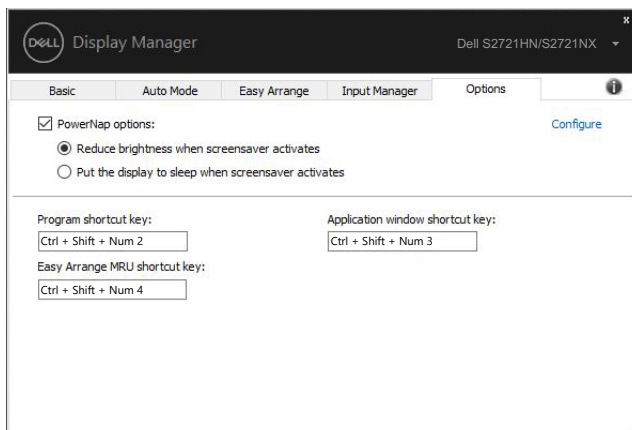 x
DELL Display Manager Dell S2721HN/S2721NX
Basic Auto Mode Easy Arrange Input Manager Options
PowerNap options: Configure
Reduce brightness when screensaver activates
Put the display to sleep when screensaver activates
Program shortcut key: Application window shortcut key:
Ctrl + Shift + Num 2 Ctrl + Shift + Num 3
Easy Arrange MRU shortcut key:
Ctrl + Shift + Num 4